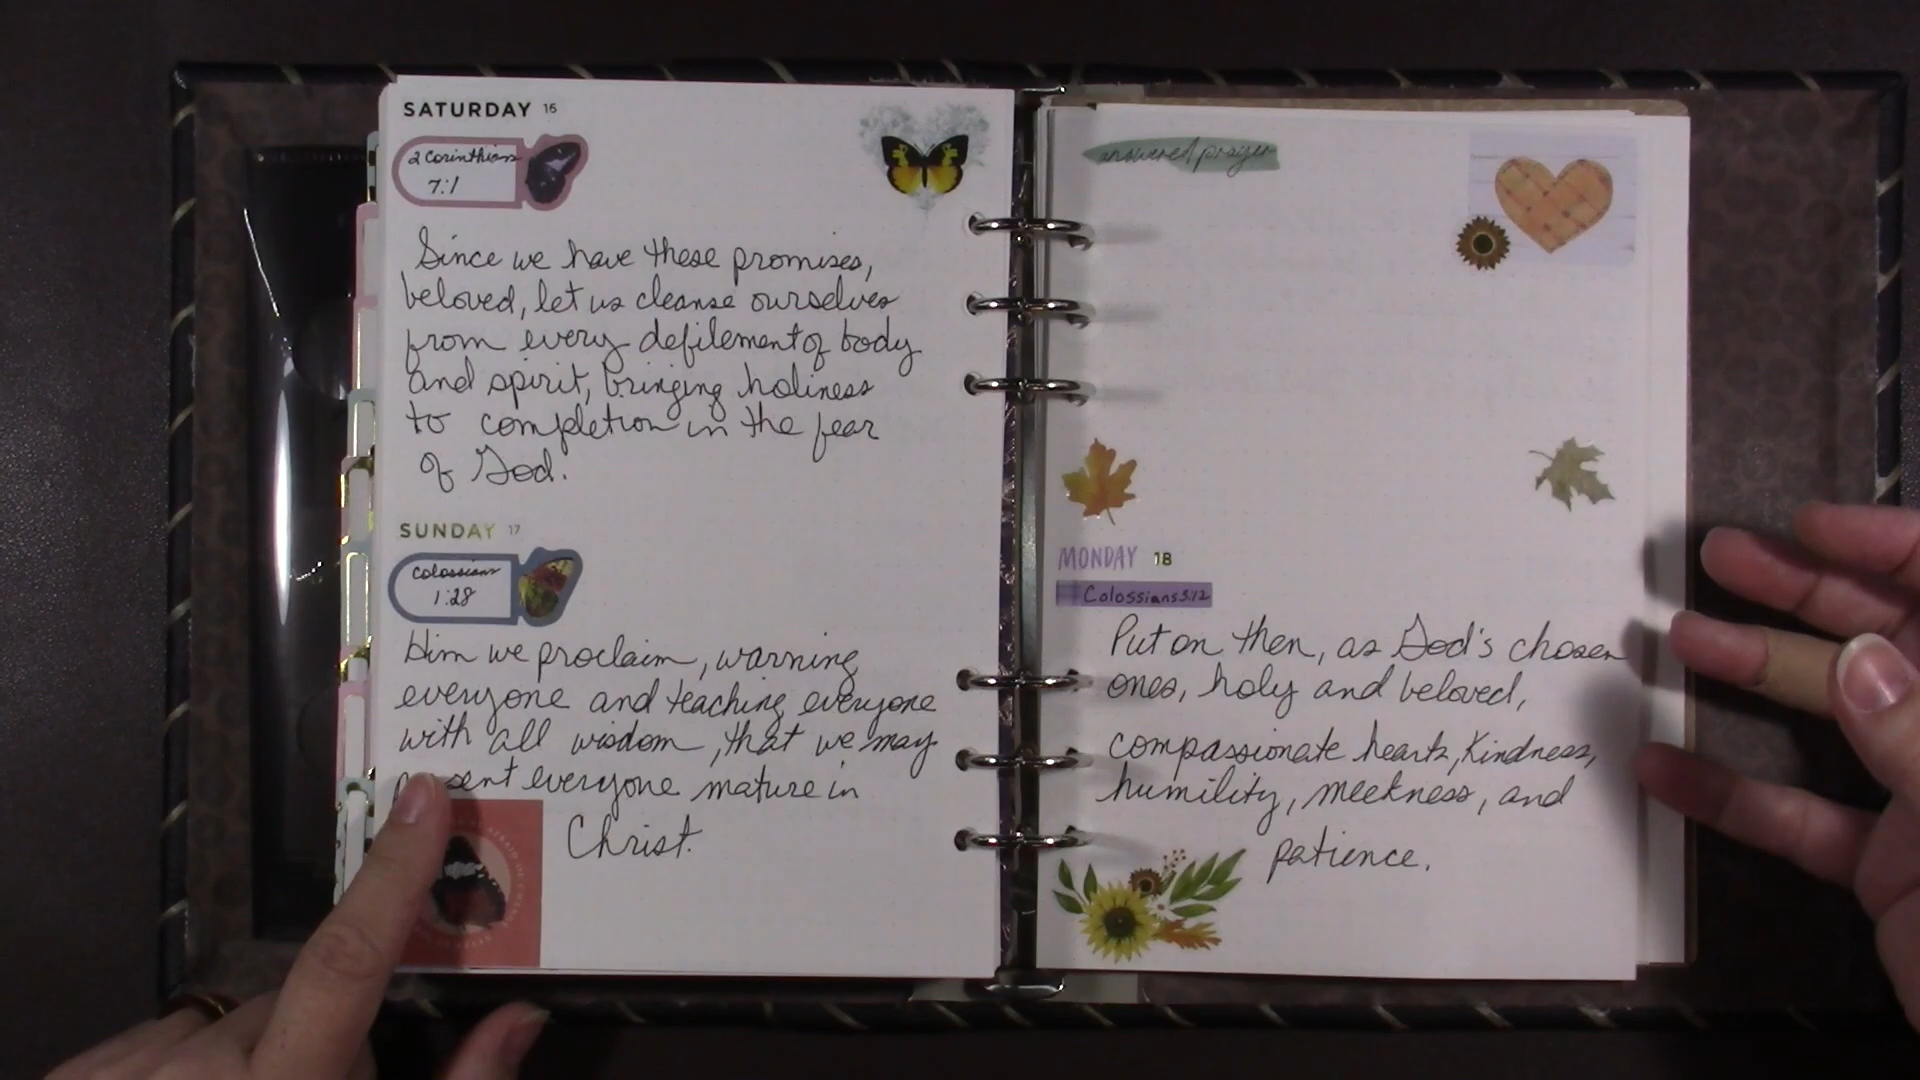 SATURDAY 16
2 Corinthians
7:1
Since we have these promises,
beloved, let us cleanse ourselves
from every defilement of body
and spirit, bringing holiness
to completion in the fear
of God.
SUNDAY 17
Colossians
1:28
Him we proclaim, warning
everyone and teaching everyone
with all wisdom, that we may
everyone mature in
Christ.
answered prayer
MONDAY 18
Colossians 3:12
Put on then, as God's chosen
ones, holy and beloved,
compassionate hearts, kindness,
humility, meekness, and
patience.